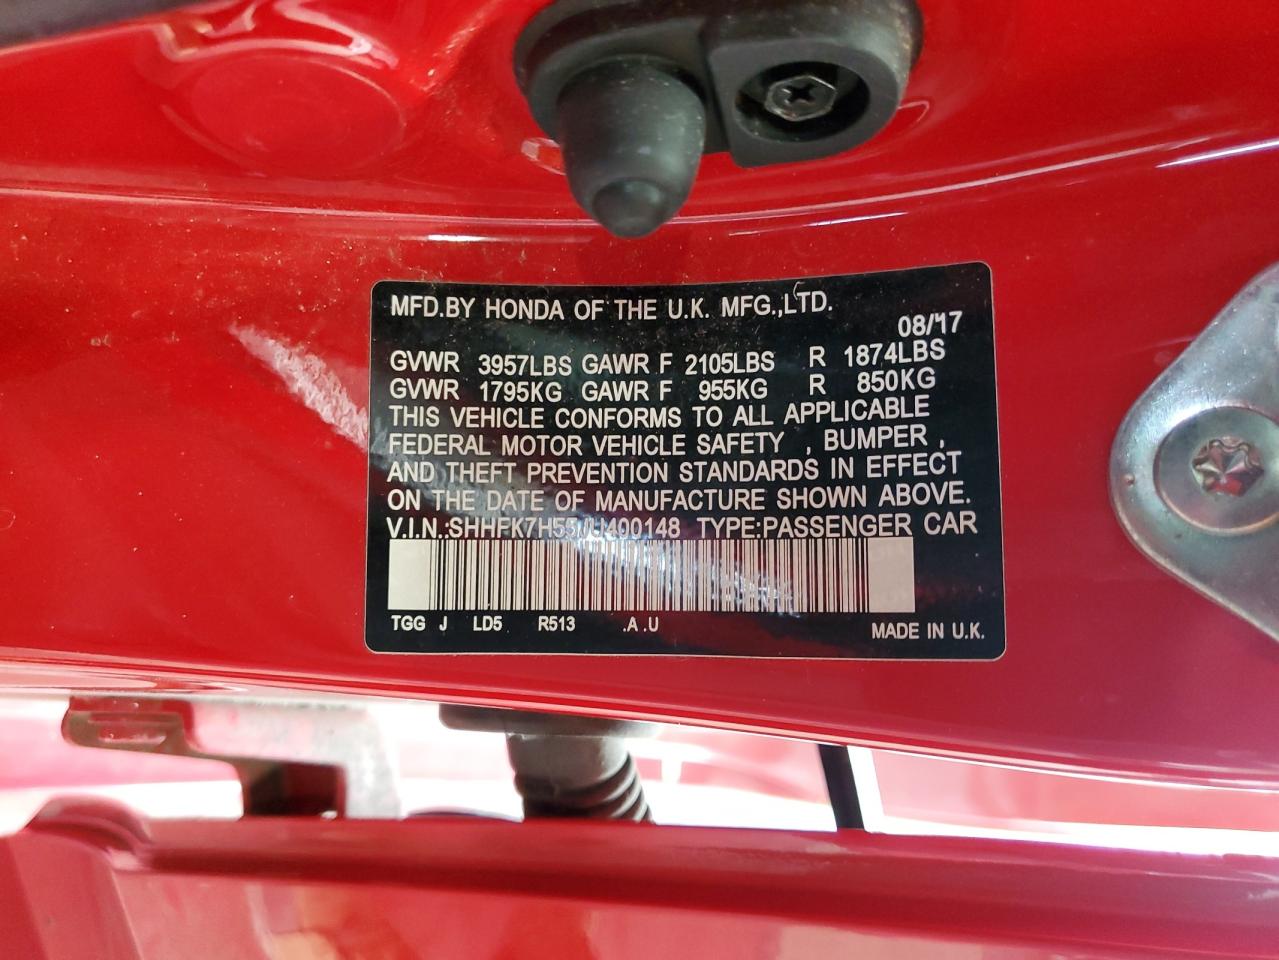 MFD.BY HONDA OF THE U.K. MFG.,LTD.
08/17
GVWR 3957LBS GAWR F 2105LBS R 1874LBS
GVWR 1795KG GAWR F 955KG R 850KG
THIS VEHICLE CONFORMS TO ALL APPLICABLE
FEDERAL MOTOR VEHICLE SAFETY , BUMPER ,
AND THEFT PREVENTION STANDARDS IN EFFECT
ON THE DATE OF MANUFACTURE SHOWN ABOVE.
V.I.N.:SHHFK7H55JU400148 TYPE:PASSENGER CAR
TGG J LD5 R513 .A .U
MADE IN U.K.